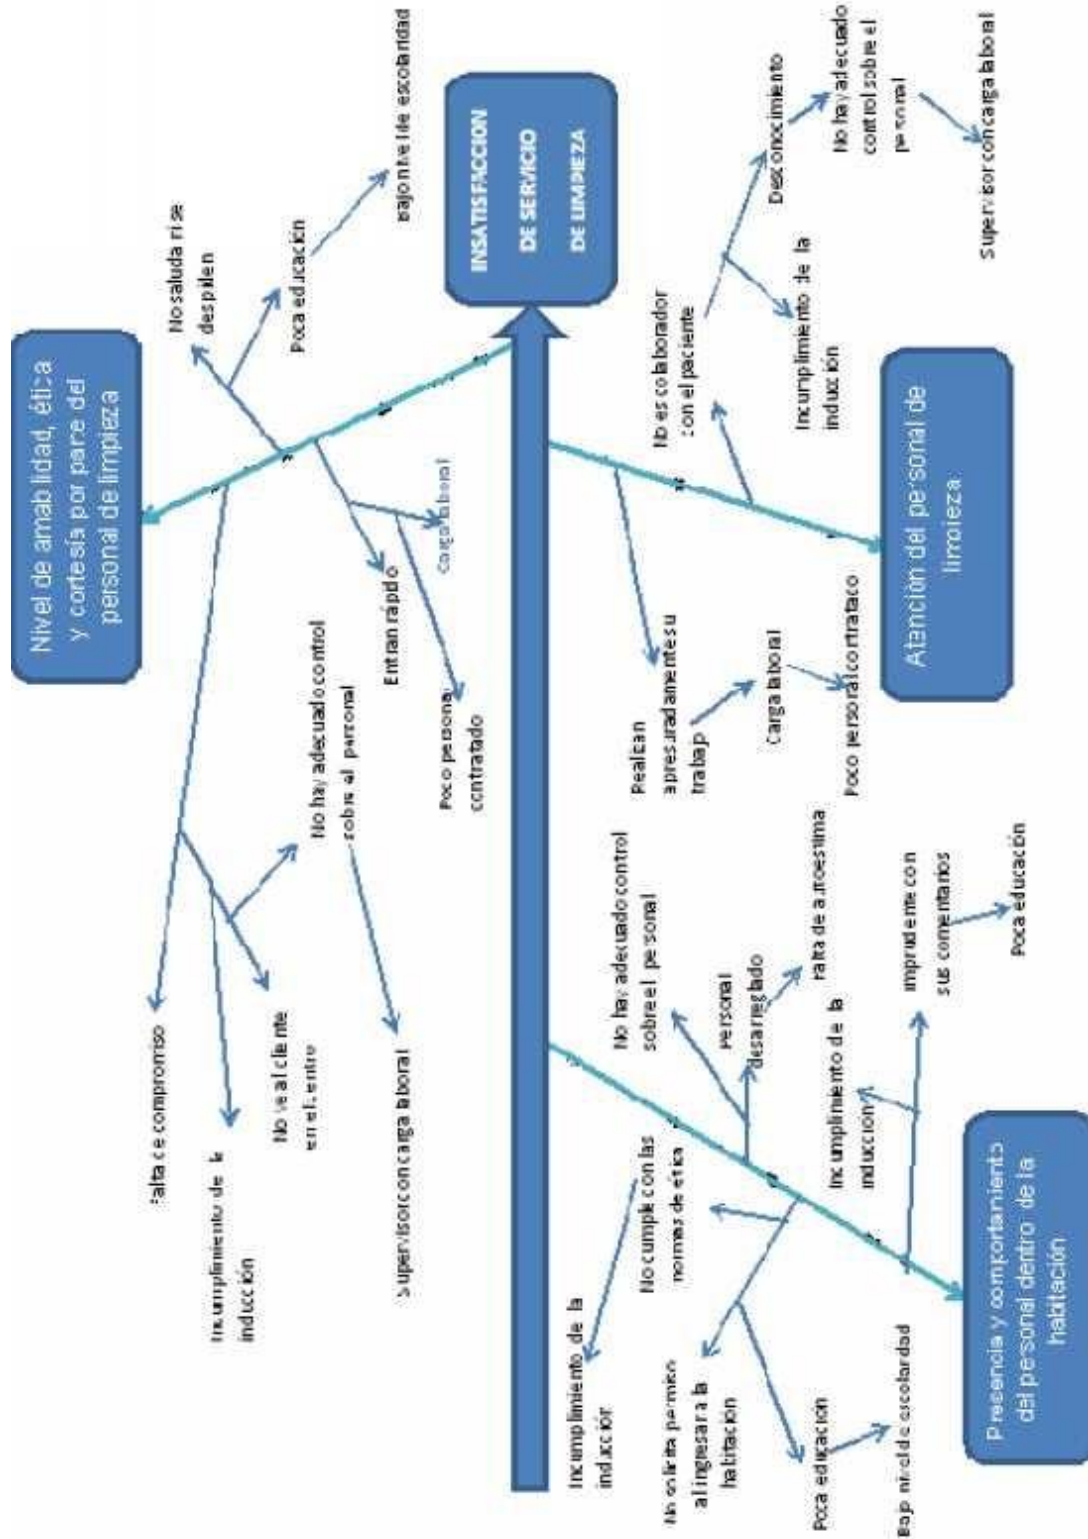 Nivel de amabilidad, ética
y cortesía por parte del
personal de limpieza
No saluda ni se
despiden
Poca educación
Bajo nivel de escolaridad
Falta de compromiso
Incumplimiento de la
inducción
No ve al cliente
en el centro
No hay adecuado control
sobre el personal
Supervisor con carga laboral
Entran rápido
Carga laboral
Poco personal
contratado
INSATISFACCION
DE SERVICIO
DE LIMPIEZA
Incumplimiento de la
inducción
No cumple con las
normas de ética
No solicita permiso
al ingresar a la
habitación
Poca educación
Bajo nivel de escolaridad
No hay adecuado control
sobre el personal
Personal
desarreglado
Falta de autoestima
Incumplimiento de la
inducción
Imprudente con
sus comentarios
Poca educación
Presencia y comportamiento
del personal dentro de la
habitación
Realizan
apresuradamente su
trabajo
Carga laboral
Poco personal contratado
No es colaborador
con el paciente
Incumplimiento de la
inducción
Desconocimiento
No hay adecuado
control sobre el
personal
Supervisor con carga laboral
Atención del personal de
limpieza